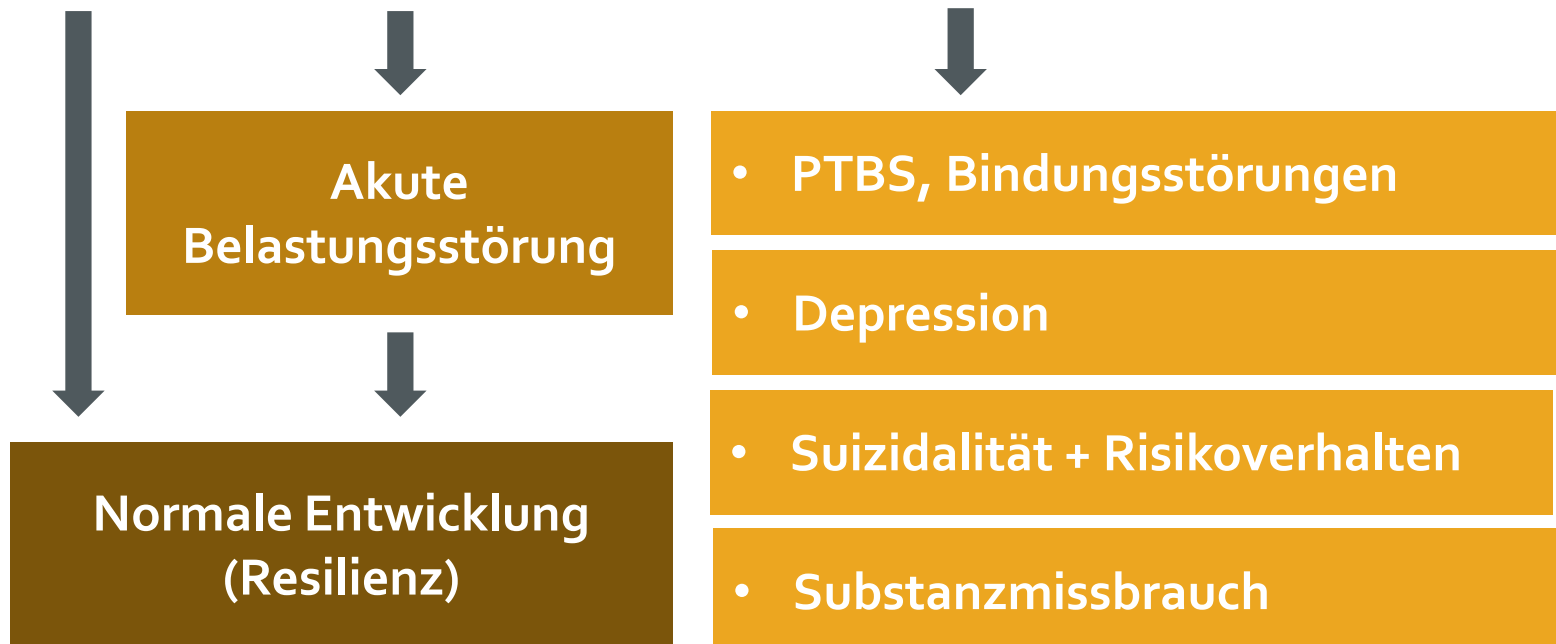 Akute
Belastungsstörung
Normale Entwicklung
(Resilienz)
• PTBS, Bindungsstörungen
• Depression
• Suizidalität + Risikoverhalten
• Substanzmissbrauch